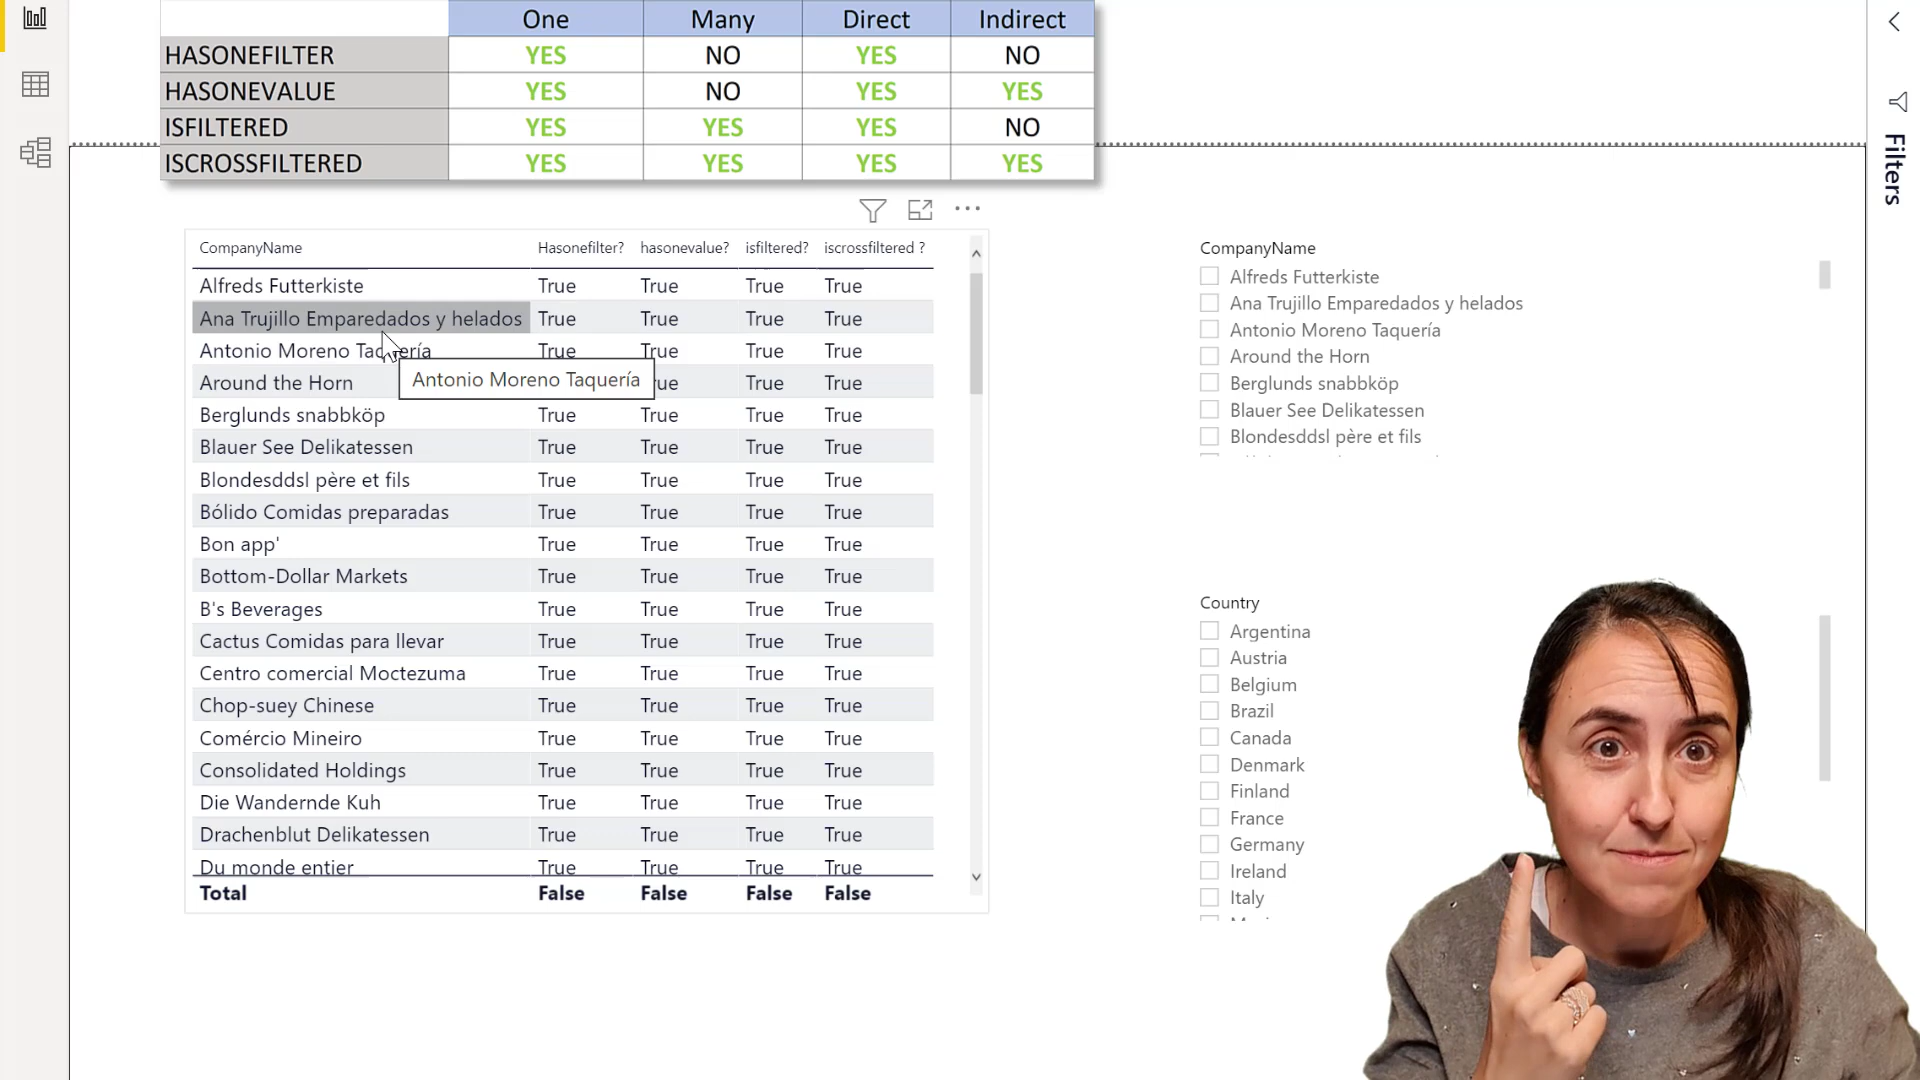 One Many Direct Indirect
HASONEFILTER YES NO YES NO
HASONEVALUE YES NO YES YES
ISFILTERED YES YES YES NO
ISCROSSFILTERED YES YES YES YES
Filters
CompanyName Hasonefilter? hasonevalue? isfiltered? iscrossfiltered ?
Alfreds Futterkiste True True True True
Ana Trujillo Emparedados y helados True True True True
Antonio Moreno Taquería True True True True
Antonio Moreno Taquería
Around the Horn True True True
Berglunds snabbköp True True True True
Blauer See Delikatessen True True True True
Blondesddsl père et fils True True True True
Bólido Comidas preparadas True True True True
Bon app' True True True True
Bottom-Dollar Markets True True True True
B's Beverages True True True True
Cactus Comidas para llevar True True True True
Centro comercial Moctezuma True True True True
Chop-suey Chinese True True True True
Comércio Mineiro True True True True
Consolidated Holdings True True True True
Die Wandernde Kuh True True True True
Drachenblut Delikatessen True True True True
Du monde entier True True True True
Total False False False False
CompanyName
Alfreds Futterkiste
Ana Trujillo Emparedados y helados
Antonio Moreno Taquería
Around the Horn
Berglunds snabbköp
Blauer See Delikatessen
Blondesddsl père et fils
Country
Argentina
Austria
Belgium
Brazil
Canada
Denmark
Finland
France
Germany
Ireland
Italy